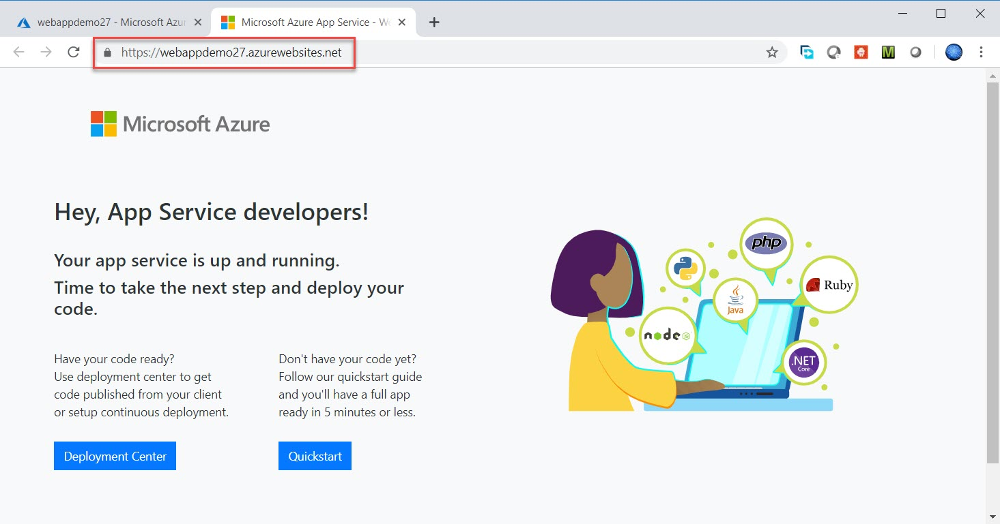 webappdemo27 - Microsoft Azur
Microsoft Azure App Service - We
https://webappdemo27.azurewebsites.net
M
Microsoft Azure
Hey, App Service developers!
Your app service is up and running.
Time to take the next step and deploy your
code.
Have your code ready?
Use deployment center to get
code published from your client
or setup continuous deployment.
Deployment Center
Don't have your code yet?
Follow our quickstart guide
and you'll have a full app
ready in 5 minutes or less.
Quickstart
php
Ruby
Java
node
JS
.NET
Core